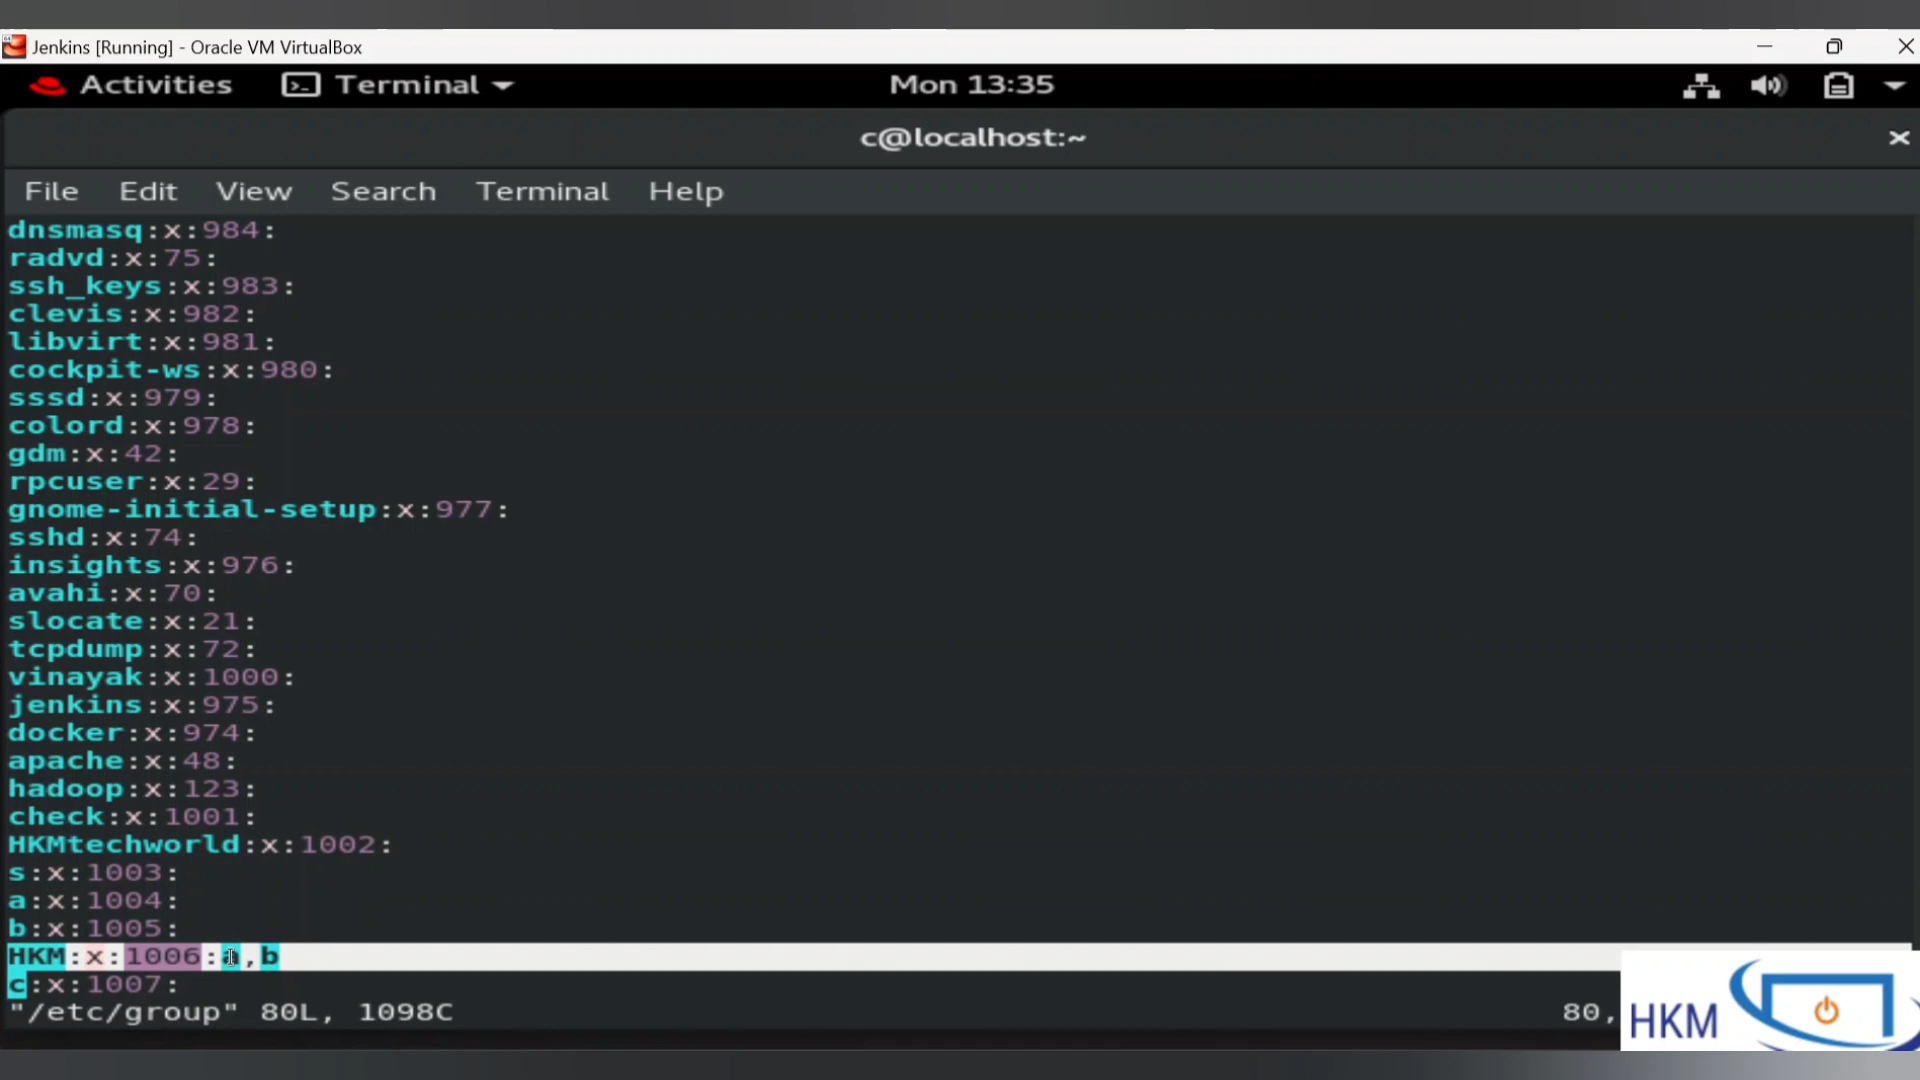 Jenkins [Running] - Oracle VM VirtualBox
Activities Terminal Mon 13:35
c@localhost:~
File Edit View Search Terminal Help
dnsmasq:x:984:
radvd:x:75:
ssh_keys:x:983:
clevis:x:982:
libvirt:x:981:
cockpit-ws:x:980:
sssd:x:979:
colord:x:978:
gdm:x:42:
rpcuser:x:29:
gnome-initial-setup:x:977:
sshd:x:74:
insights:x:976:
avahi:x:70:
slocate:x:21:
tcpdump:x:72:
vinayak:x:1000:
jenkins:x:975:
docker:x:974:
apache:x:48:
hadoop:x:123:
check:x:1001:
HKMtechworld:x:1002:
s:x:1003:
a:x:1004:
b:x:1005:
HKM:x:1006:a,b
c:x:1007:
"/etc/group" 80L, 1098C 80,
HKM